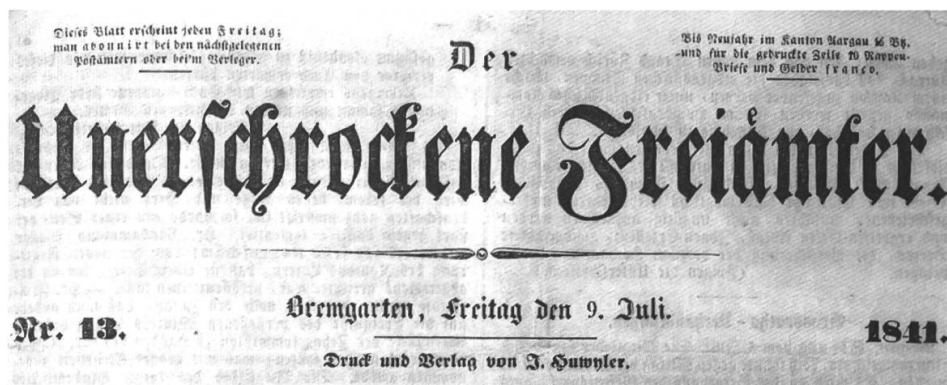 Dieses Blatt erscheint jeden Freitag;
man abonnirt bei den nächstgelegenen
Postämtern oder bei'm Verleger.
Der
Bis Neujahr im Kanton Aargau 16 Btz.
und für die gedruckte Zeile 10 Rappen.
Briefe und Gelder franco.
Unerschrockene Freiämter.
Bremgarten, Freitag den 9. Juli.
Nr. 13.
1841.
Druck und Verlag von J. Huwyler.